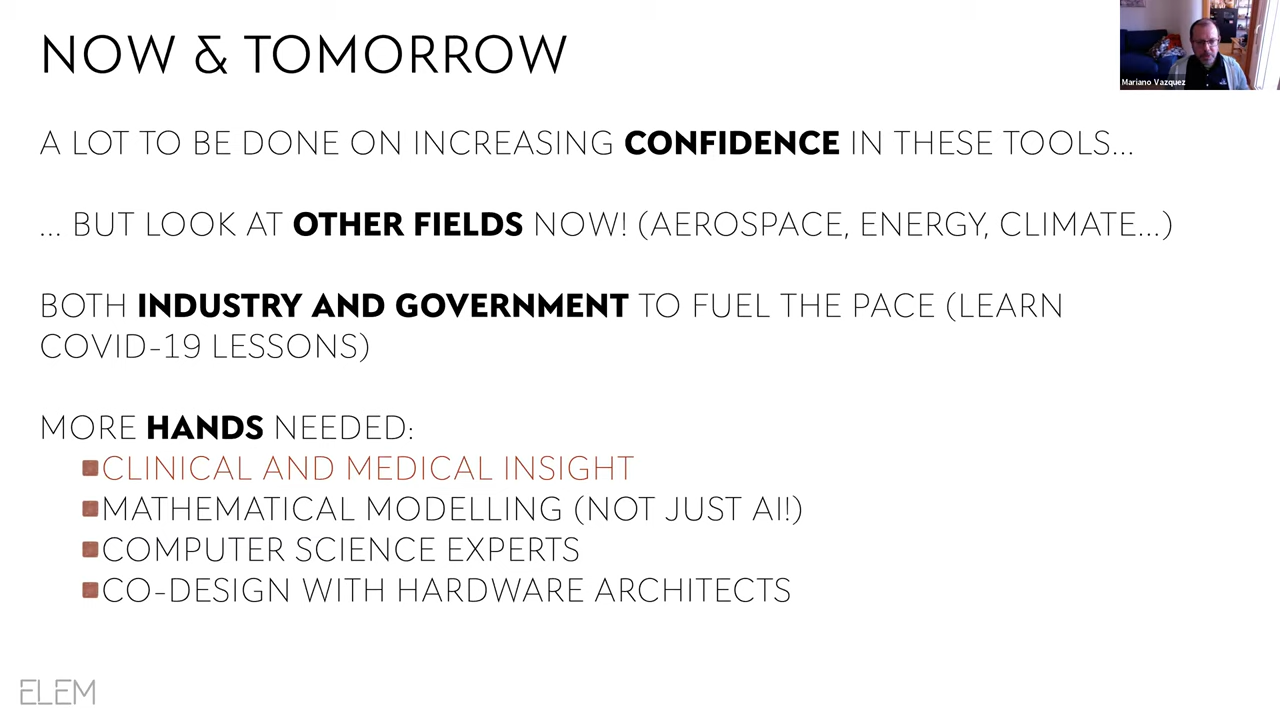 NOW & TOMORROW
Mariano Vazquez
A LOT TO BE DONE ON INCREASING CONFIDENCE IN THESE TOOLS...
... BUT LOOK AT OTHER FIELDS NOW! (AEROSPACE, ENERGY, CLIMATE...)
BOTH INDUSTRY AND GOVERNMENT TO FUEL THE PACE (LEARN
COVID-19 LESSONS)
MORE HANDS NEEDED:
CLINICAL AND MEDICAL INSIGHT
MATHEMATICAL MODELLING (NOT JUST AI!)
COMPUTER SCIENCE EXPERTS
CO-DESIGN WITH HARDWARE ARCHITECTS
ELEM